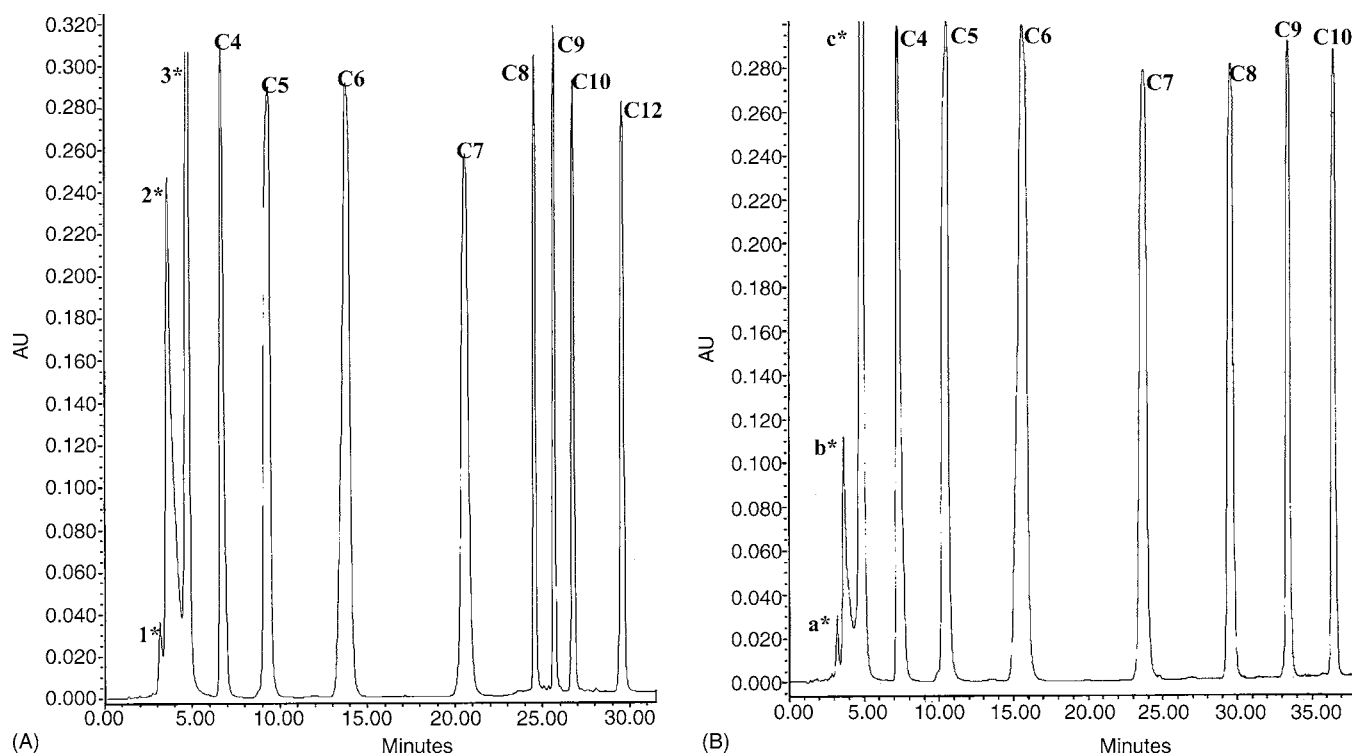 0.320
0.300
0.280
0.260
0.240
0.220
0.200
0.180
0.160
0.140
0.120
0.100
0.080
0.060
0.040
0.020
0.000
AU
1*
2*
3*
C4
C5
C6
C7
C8
C9
C10
C12
0.00 5.00 10.00 15.00 20.00 25.00 30.00
Minutes
(A)
0.280
0.260
0.240
0.220
0.200
0.180
0.160
0.140
0.120
0.100
0.080
0.060
0.040
0.020
0.000
AU
a*
b*
c*
C4
C5
C6
C7
C8
C9
C10
0.00 5.00 10.00 15.00 20.00 25.00 30.00 35.00
Minutes
(B)